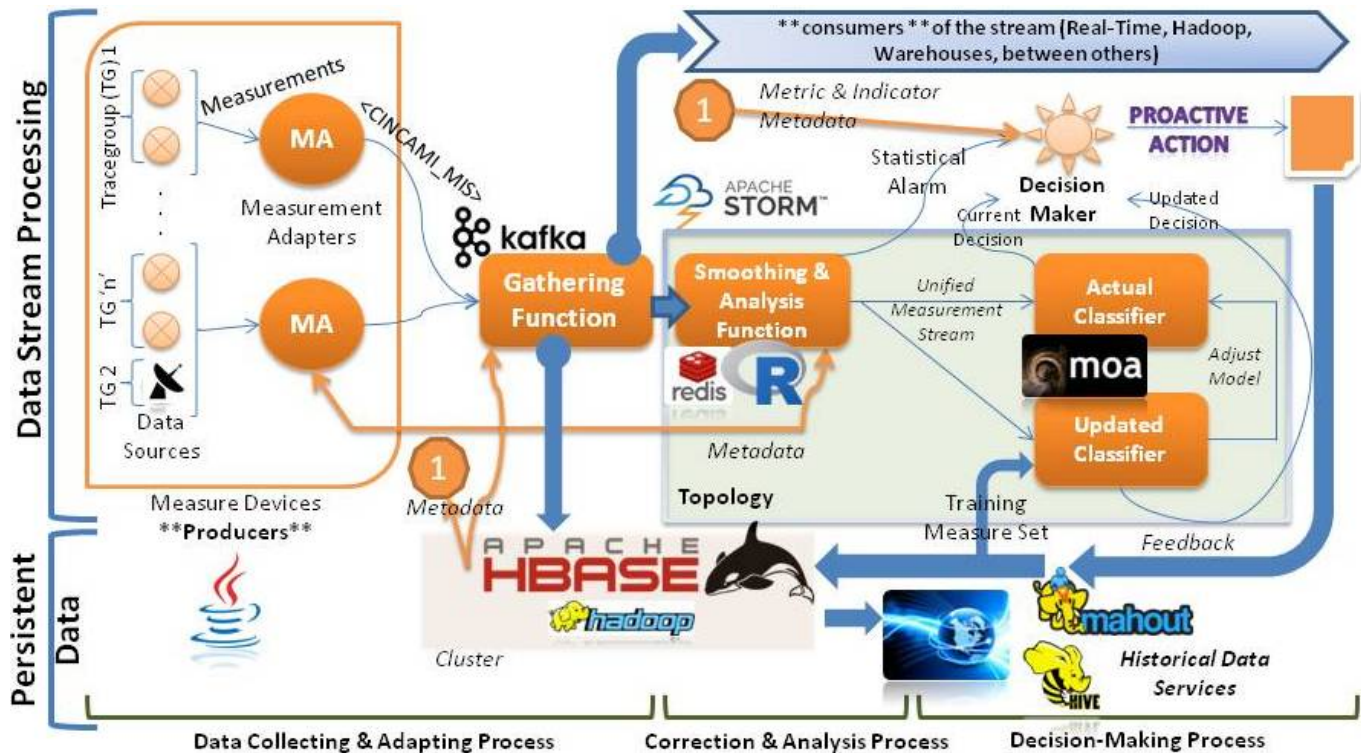 **consumers **of the stream (Real-Time, Hadoop,
Warehouses, between others)
Data Stream Processing
Tracegroup (TG) 1
Measurements
MA
<CINCAMI_MIS>
Measurement
Adapters
TG 'n'
MA
TG 2
Data
Sources
Measure Devices
**Producers**
1
Metric & Indicator
Metadata
PROACTIVE
ACTION
Statistical
Alarm
Decision
Maker
Updated
Decision
Current
Decision
APACHE
STORM™
kafka
Gathering
Function
Smoothing &
Analysis
Function
Unified
Measurement
Stream
Actual
Classifier
redis
R
moa
Adjust
Model
Updated
Classifier
Metadata
1
Metadata
Topology
Training
Measure Set
Feedback
Persistent
Data
APACHE
HBASE
hadoop
Cluster
mahout
HIVE
Historical Data
Services
Data Collecting & Adapting Process
Correction & Analysis Process
Decision-Making Process